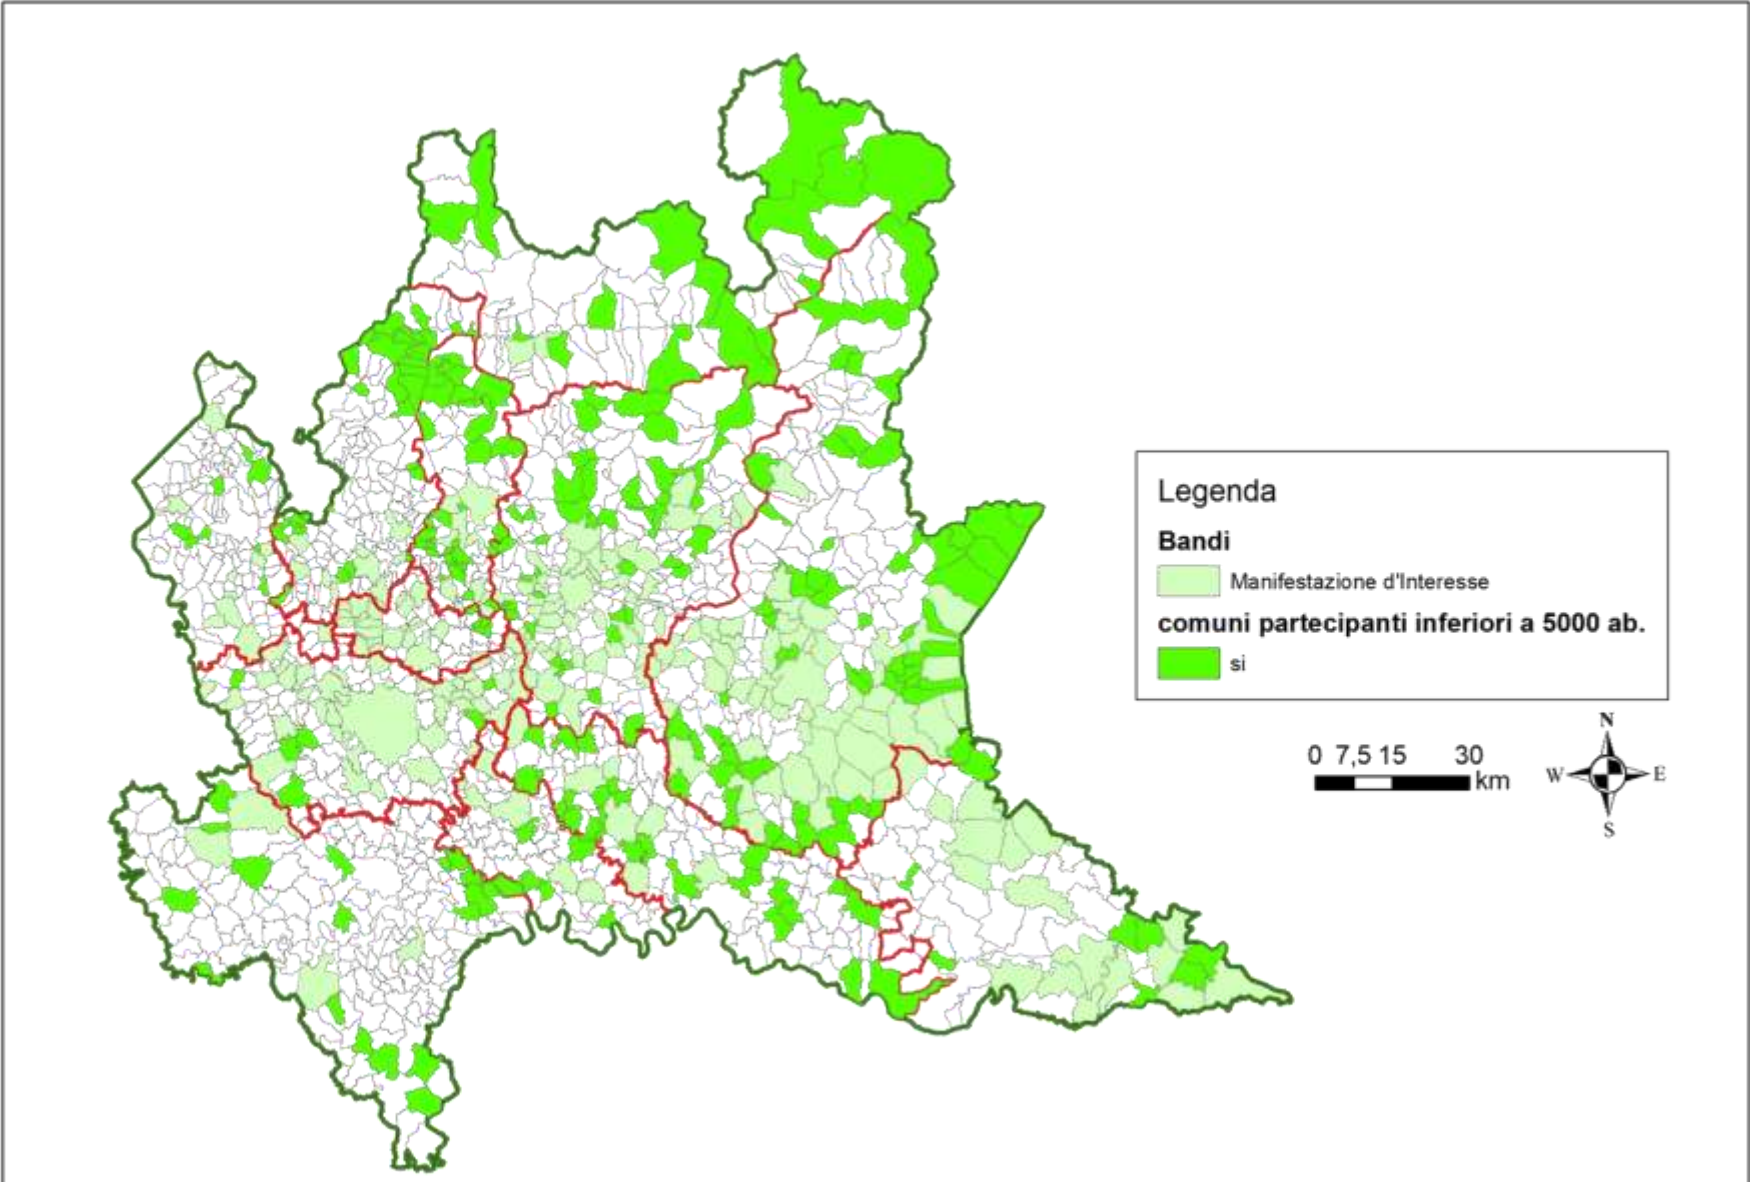 Legenda
Bandi
Manifestazione d'Interesse
comuni partecipanti inferiori a 5000 ab.
si
N
0 7,5 15 30
km
W E
S